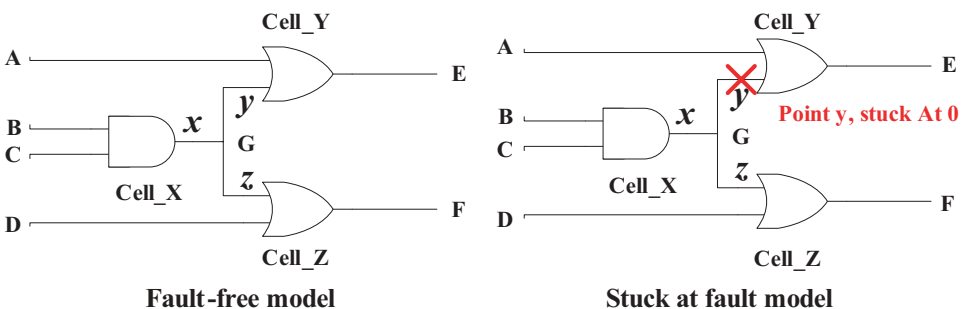 Cell_Y
A
E
y
B
x
G
C
z
Cell_X
D
F
Cell_Z
Fault-free model
Cell_Y
A
E
y
Point y, stuck At 0
B
x
G
C
z
Cell_X
D
F
Cell_Z
Stuck at fault model